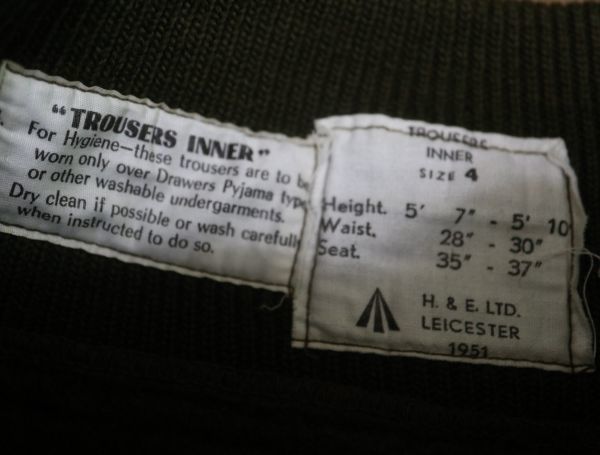 "TROUSERS INNER"
For Hygiene—these trousers are to be
worn only over Drawers Pyjama type
or other washable undergarments.
Dry clean if possible or wash carefully
when instructed to do so.
TROUSERS
INNER
SIZE 4
Height. 5' 7" - 5' 10
Waist. 28" - 30"
Seat. 35" - 37"
H. & E. LTD.
LEICESTER
1951